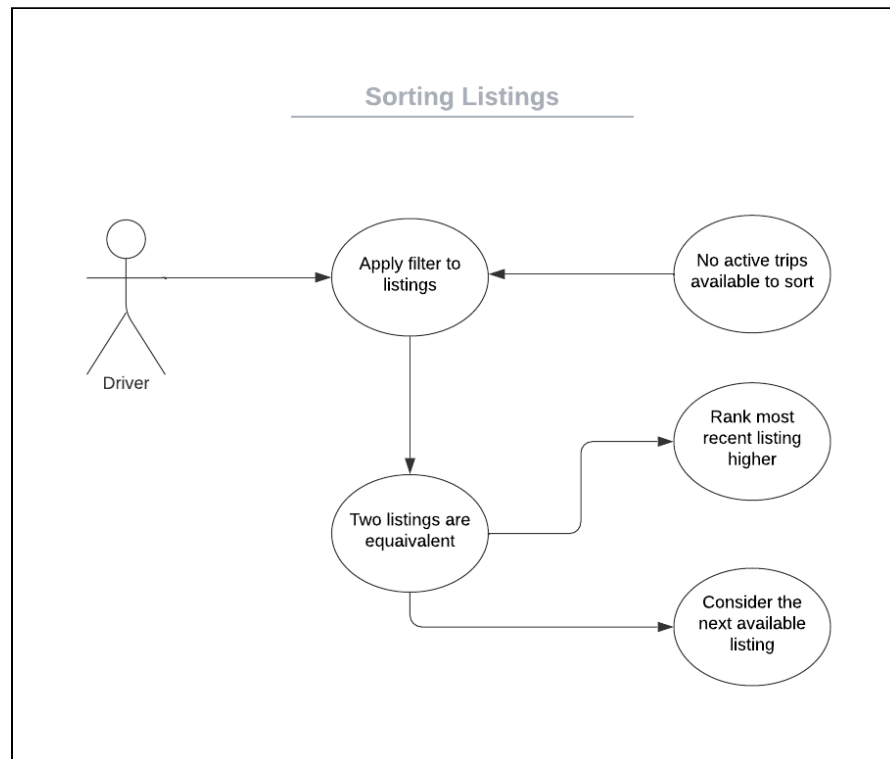 Sorting Listings
Apply filter to
listings
No active trips
available to sort
Driver
Rank most
recent listing
higher
Two listings are
equaivalent
Consider the
next available
listing